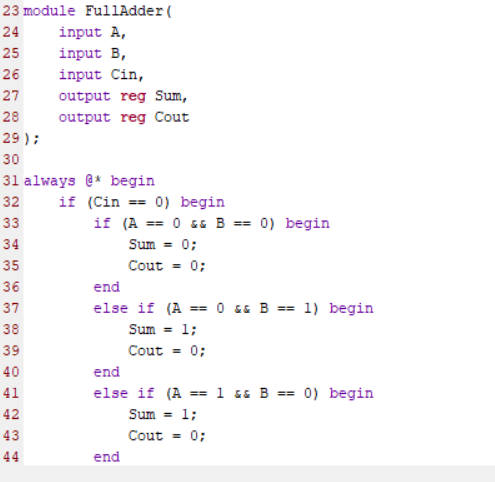 23 module FullAdder(
24     input A,
25     input B,
26     input Cin,
27     output reg Sum,
28     output reg Cout
29 );
30
31 always @* begin
32     if (Cin == 0) begin
33         if (A == 0 && B == 0) begin
34             Sum = 0;
35             Cout = 0;
36         end
37         else if (A == 0 && B == 1) begin
38             Sum = 1;
39             Cout = 0;
40         end
41         else if (A == 1 && B == 0) begin
42             Sum = 1;
43             Cout = 0;
44         end